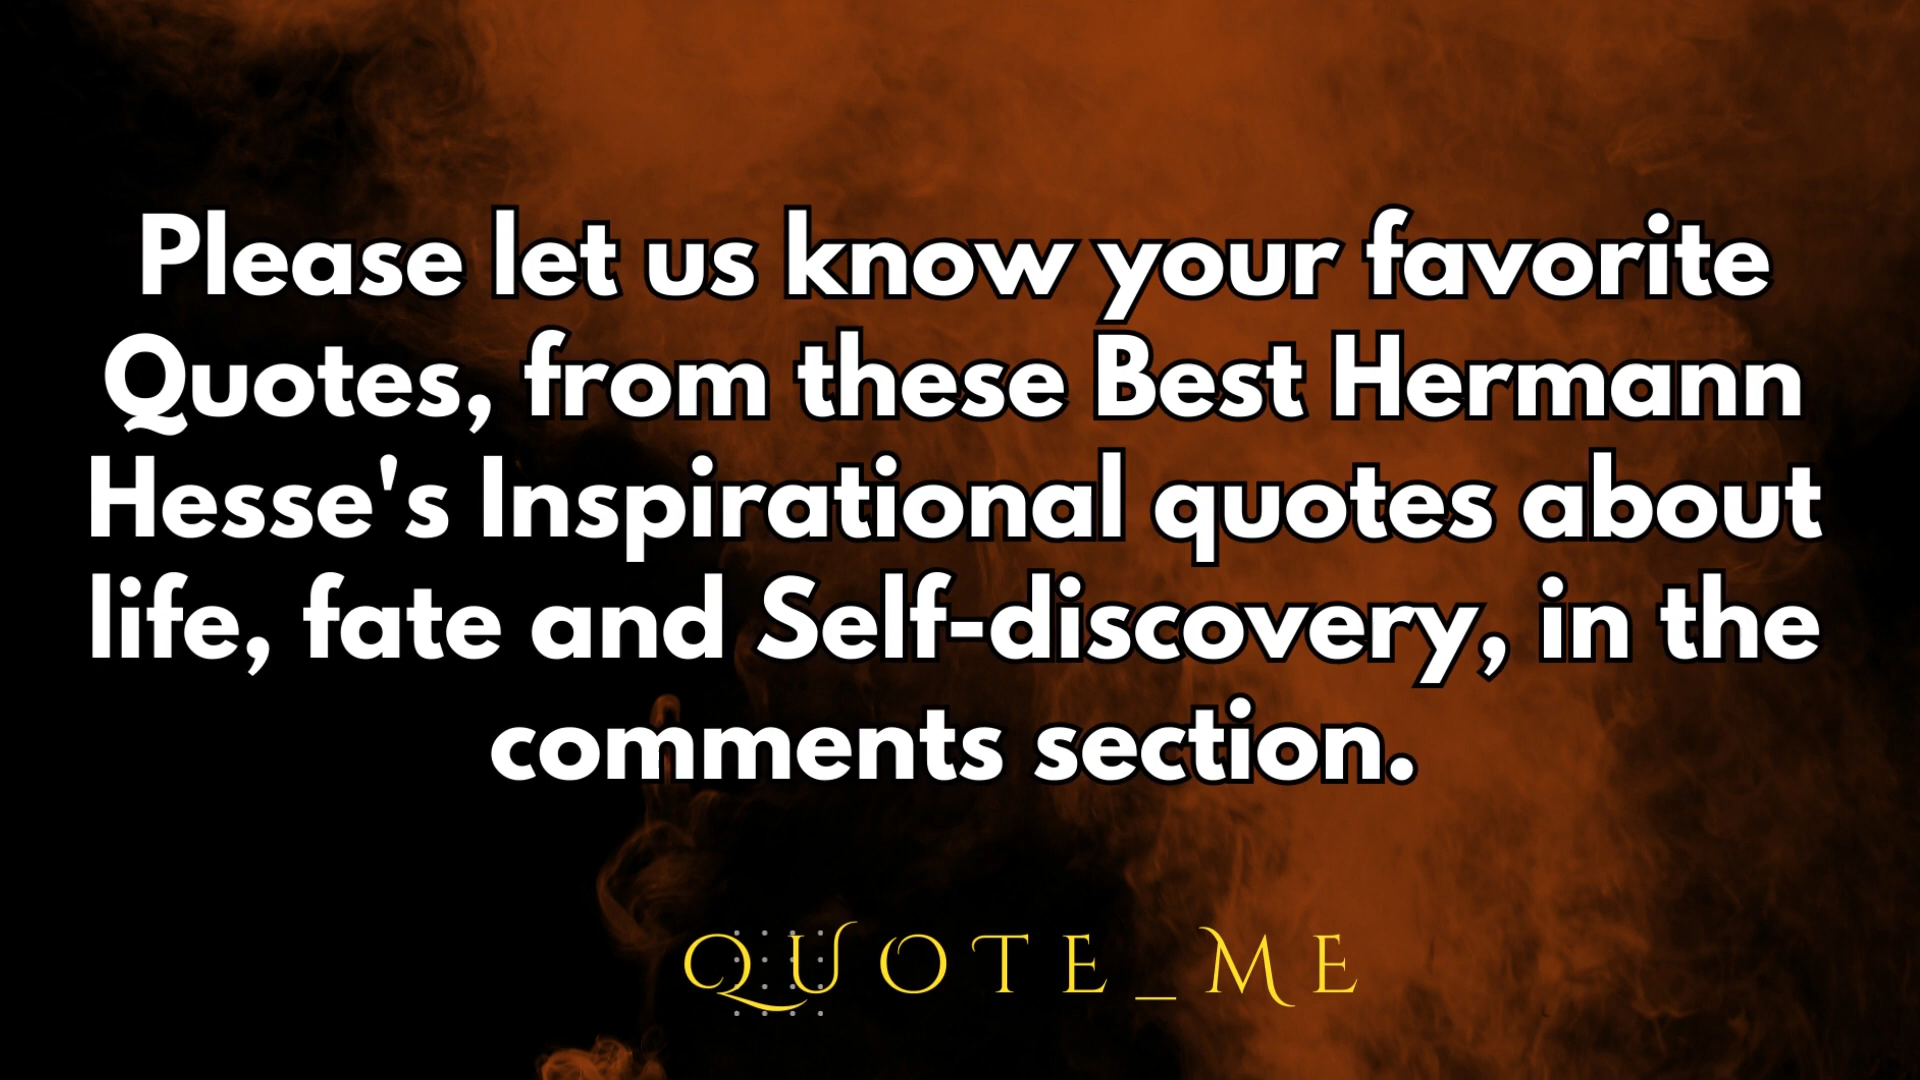 Please let us know your favorite
Quotes, from these Best Hermann
Hesse's Inspirational quotes about
life, fate and Self-discovery, in the
comments section.
QUOTE_ME